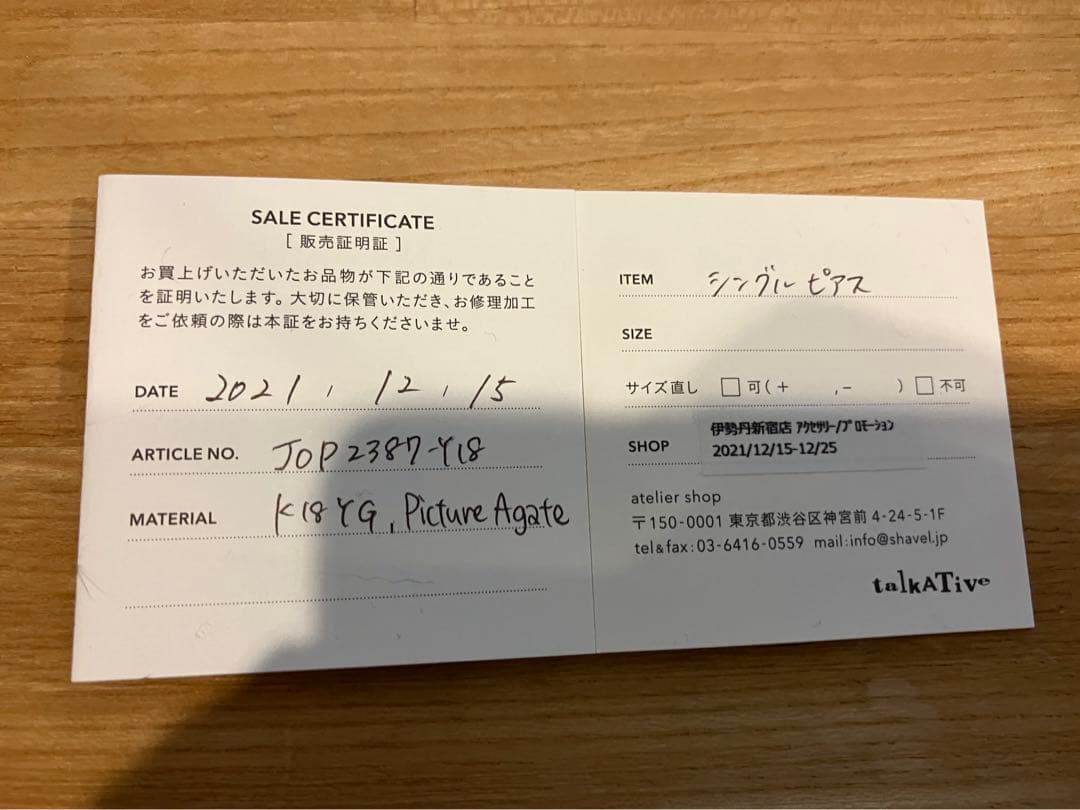 SALE CERTIFICATE
[ 販売証明証 ]
お買上げいただいたお品物が下記の通りであること
を証明いたします。大切に保管いただき、お修理加工
をご依頼の際は本証をお持ちくださいませ。
DATE 2021, 12, 15
ARTICLE NO. JOP2387-Y18
MATERIAL K18YG, Picture Agate
ITEM シングルピアス
SIZE
サイズ直し □ 可 ( + , - ) □ 不可
SHOP 伊勢丹新宿店 アクセサリー/プロモーション
2021/12/15-12/25
atelier shop
〒150-0001 東京都渋谷区神宮前 4-24-5-1F
tel&fax:03-6416-0559 mail:info@shavel.jp
talkATive